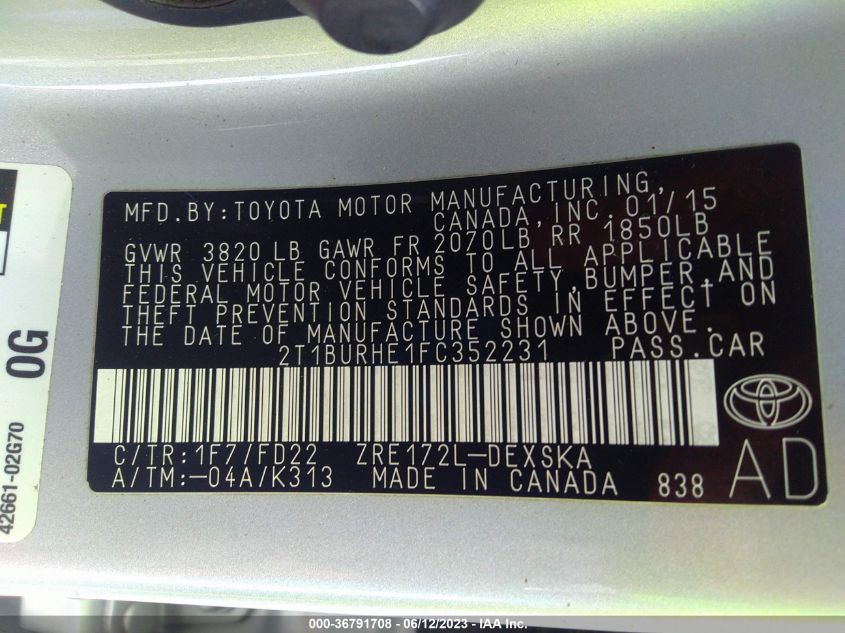 MFD.BY:TOYOTA MOTOR MANUFACTURING,
CANADA,INC. 01/15
GVWR 3820 LB GAWR FR 2070LB RR 1850LB
THIS VEHICLE CONFORMS TO ALL APPLICABLE
FEDERAL MOTOR VEHICLE SAFETY,BUMPER,AND
THEFT PREVENTION STANDARDS IN EFFECT ON
THE DATE OF MANUFACTURE SHOWN ABOVE.
2T1BURHE1FC352231 PASS.CAR
C/TR:1F7/FD22 ZRE172L-DEXSKA
A/TM:-04A/K313 MADE IN CANADA 838
AD
0G
42661-02G70
000-36791708 - 06/12/2023 - IAA Inc.